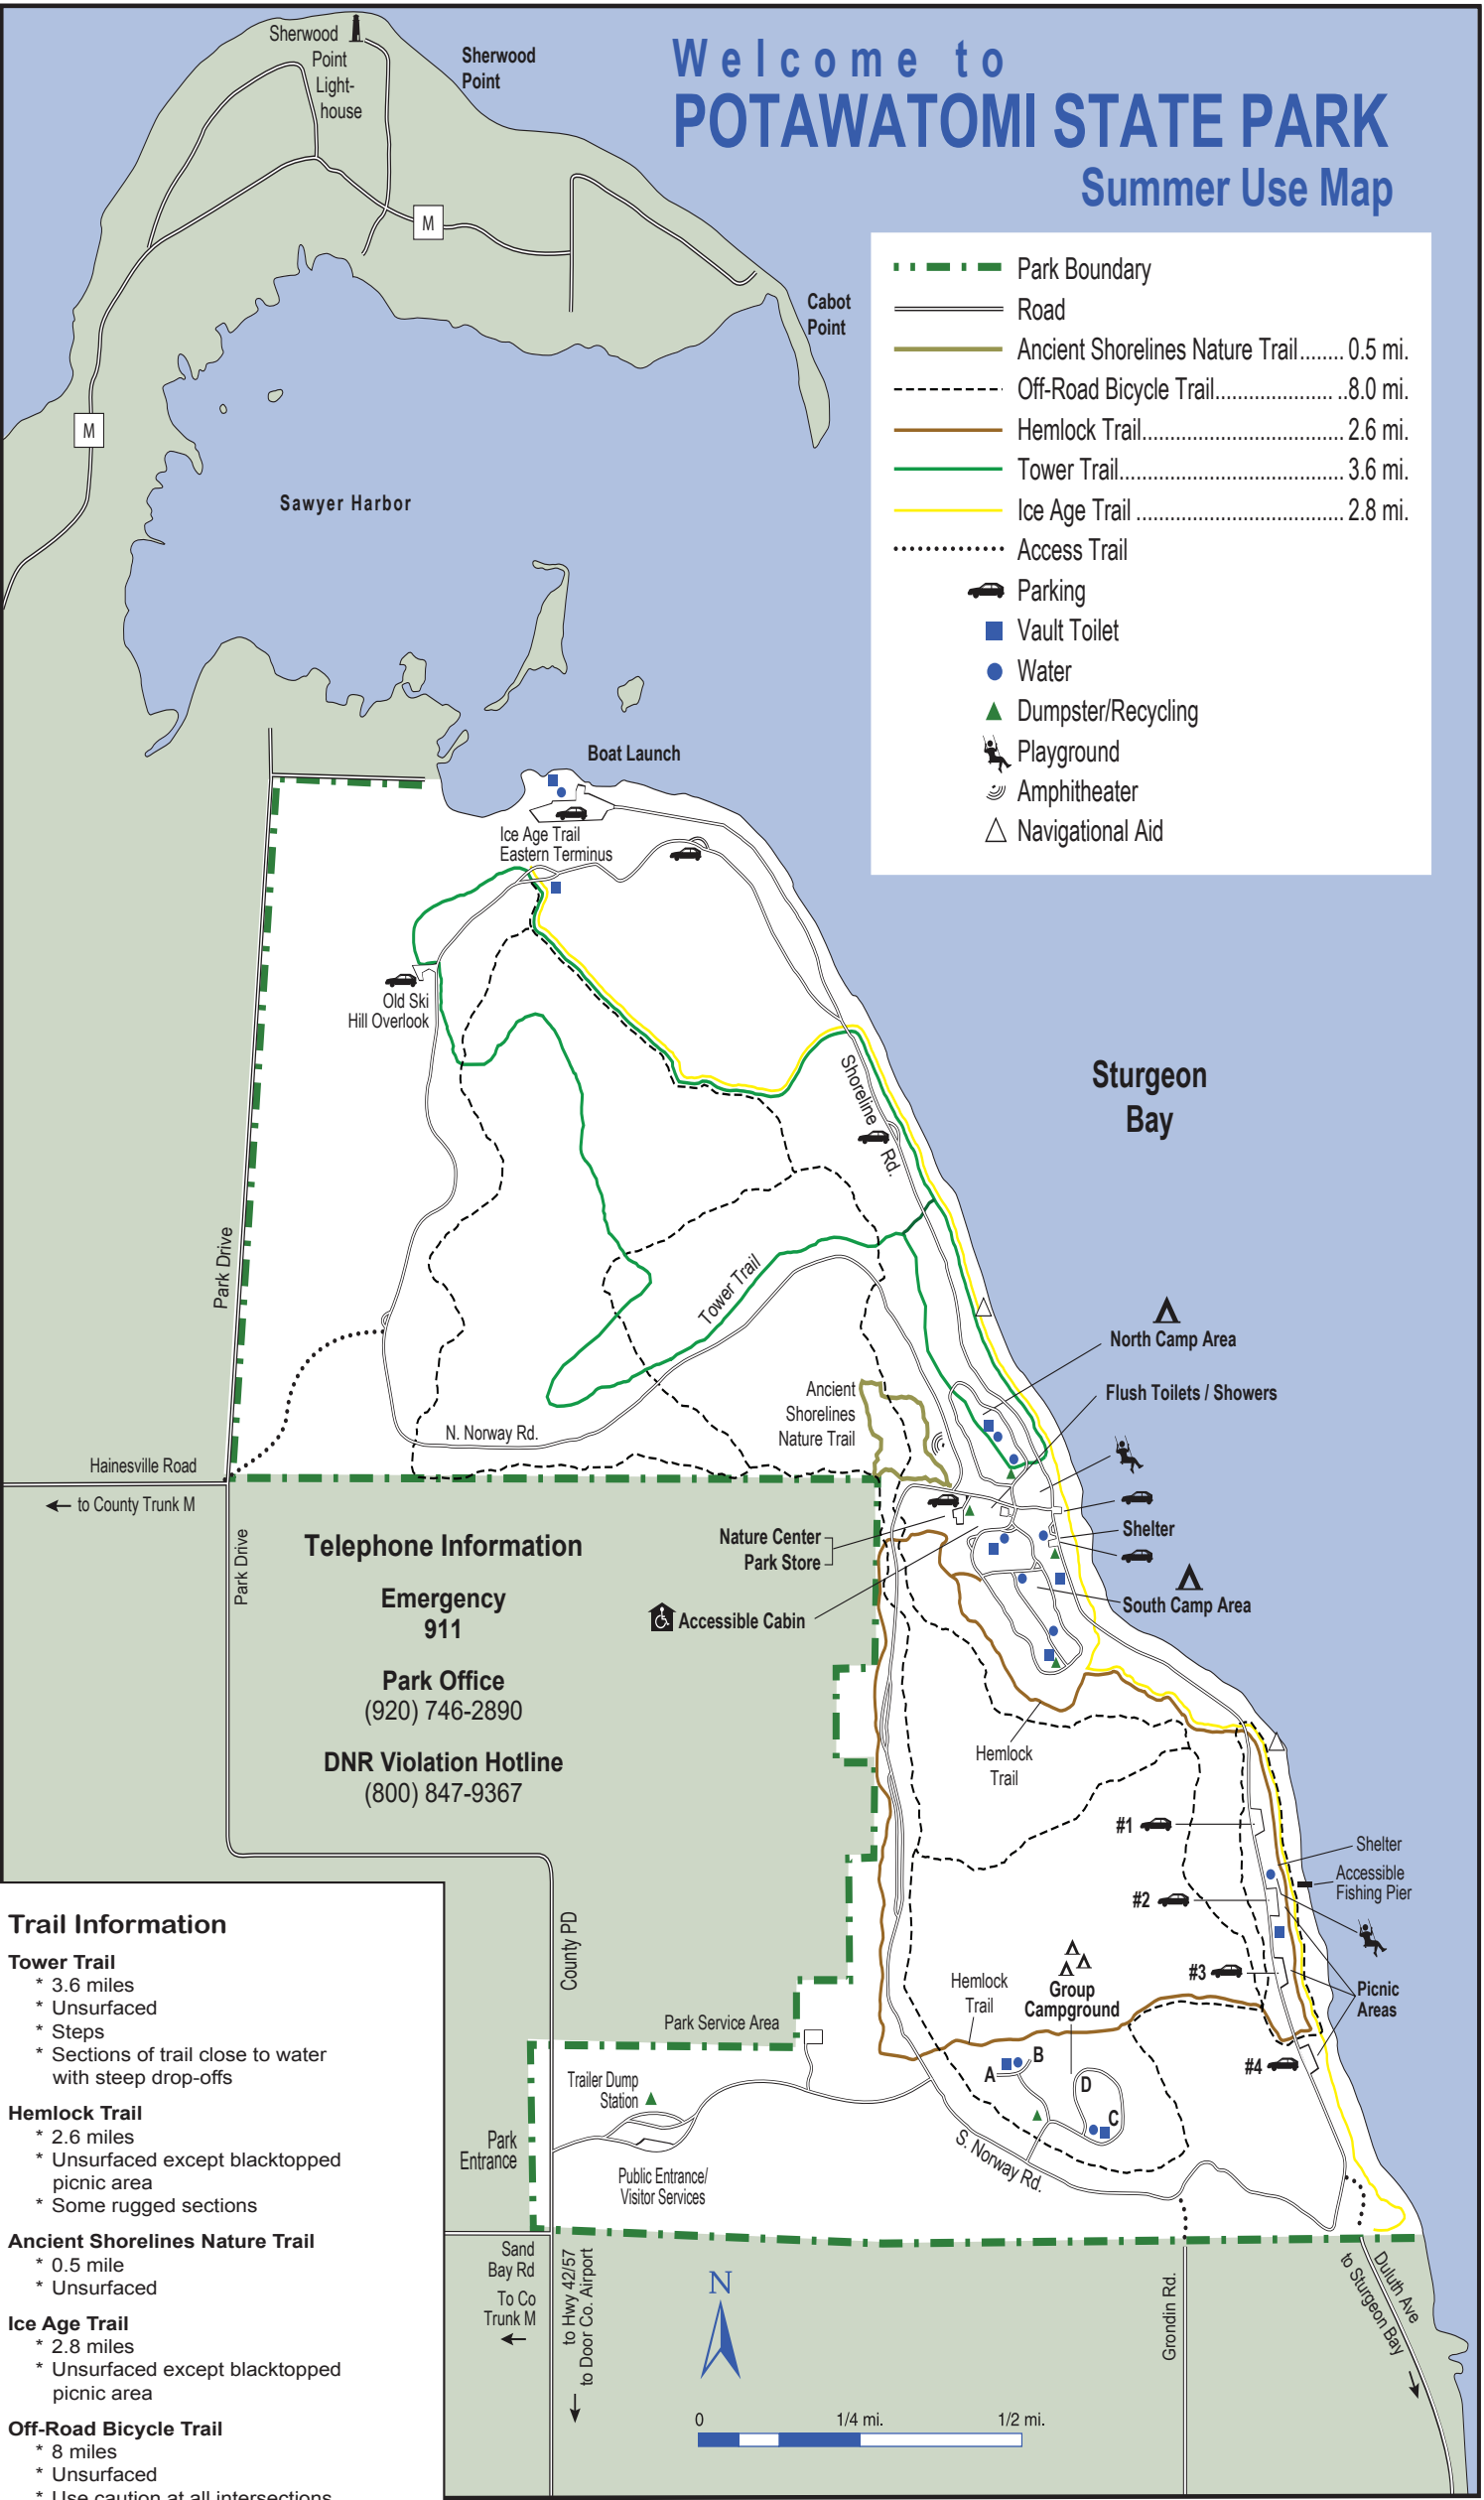 Welcome to
POTAWATOMI STATE PARK
Summer Use Map
Sherwood
Point
Light-
house
Sherwood
Point
M
Cabot
Point
M
Sawyer Harbor
Park Boundary
Road
Ancient Shorelines Nature Trail........ 0.5 mi.
Off-Road Bicycle Trail..................... ..8.0 mi.
Hemlock Trail.................................... 2.6 mi.
Tower Trail........................................ 3.6 mi.
Ice Age Trail ..................................... 2.8 mi.
Access Trail
Parking
Vault Toilet
Water
Dumpster/Recycling
Playground
Amphitheater
Navigational Aid
Boat Launch
Ice Age Trail
Eastern Terminus
Old Ski
Hill Overlook
Shoreline Rd.
Sturgeon
Bay
Park Drive
Tower Trail
North Camp Area
Flush Toilets / Showers
Ancient
Shorelines
Nature Trail
N. Norway Rd.
Hainesville Road
to County Trunk M
Park Drive
Telephone Information
Emergency
911
Park Office
(920) 746-2890
DNR Violation Hotline
(800) 847-9367
Nature Center
Park Store
Accessible Cabin
Shelter
South Camp Area
Hemlock
Trail
#1
Shelter
Accessible
Fishing Pier
#2
#3
Picnic
Areas
#4
Hemlock
Trail
Group
Campground
A
B
D
C
County PD
Park Service Area
Trailer Dump
Station
Park
Entrance
Public Entrance/
Visitor Services
S. Norway Rd.
Sand
Bay Rd
To Co
Trunk M
to Hwy 42/57
to Door Co. Airport
N
0 1/4 mi. 1/2 mi.
Grondin Rd.
Duluth Ave
to Sturgeon Bay
Trail Information
Tower Trail
* 3.6 miles
* Unsurfaced
* Steps
* Sections of trail close to water
with steep drop-offs
Hemlock Trail
* 2.6 miles
* Unsurfaced except blacktopped
picnic area
* Some rugged sections
Ancient Shorelines Nature Trail
* 0.5 mile
* Unsurfaced
Ice Age Trail
* 2.8 miles
* Unsurfaced except blacktopped
picnic area
Off-Road Bicycle Trail
* 8 miles
* Unsurfaced
* Use caution at all intersections